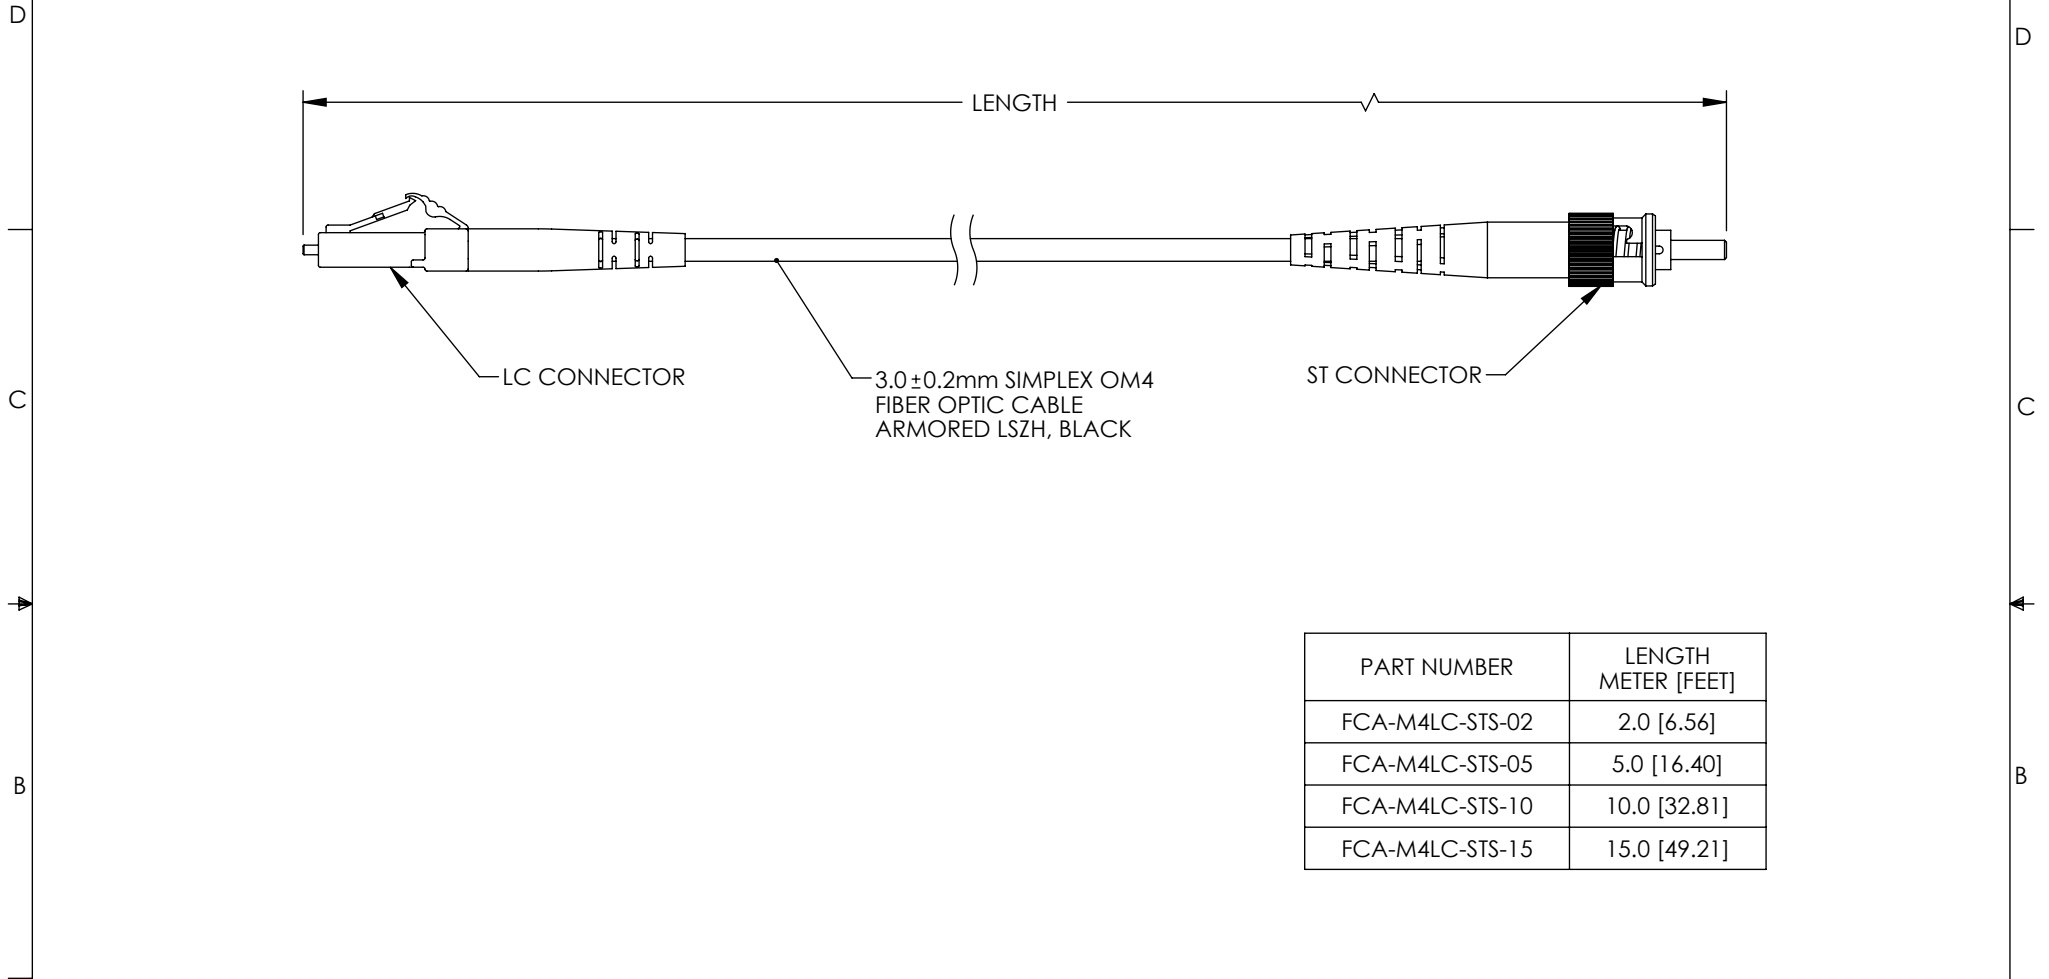 D
D
LENGTH
LC CONNECTOR
3.0±0.2mm SIMPLEX OM4
FIBER OPTIC CABLE
ARMORED LSZH, BLACK
ST CONNECTOR
C
C
PART NUMBER
LENGTH
METER [FEET]
FCA-M4LC-STS-02 2.0 [6.56]
FCA-M4LC-STS-05 5.0 [16.40]
FCA-M4LC-STS-10 10.0 [32.81]
FCA-M4LC-STS-15 15.0 [49.21]
B
B